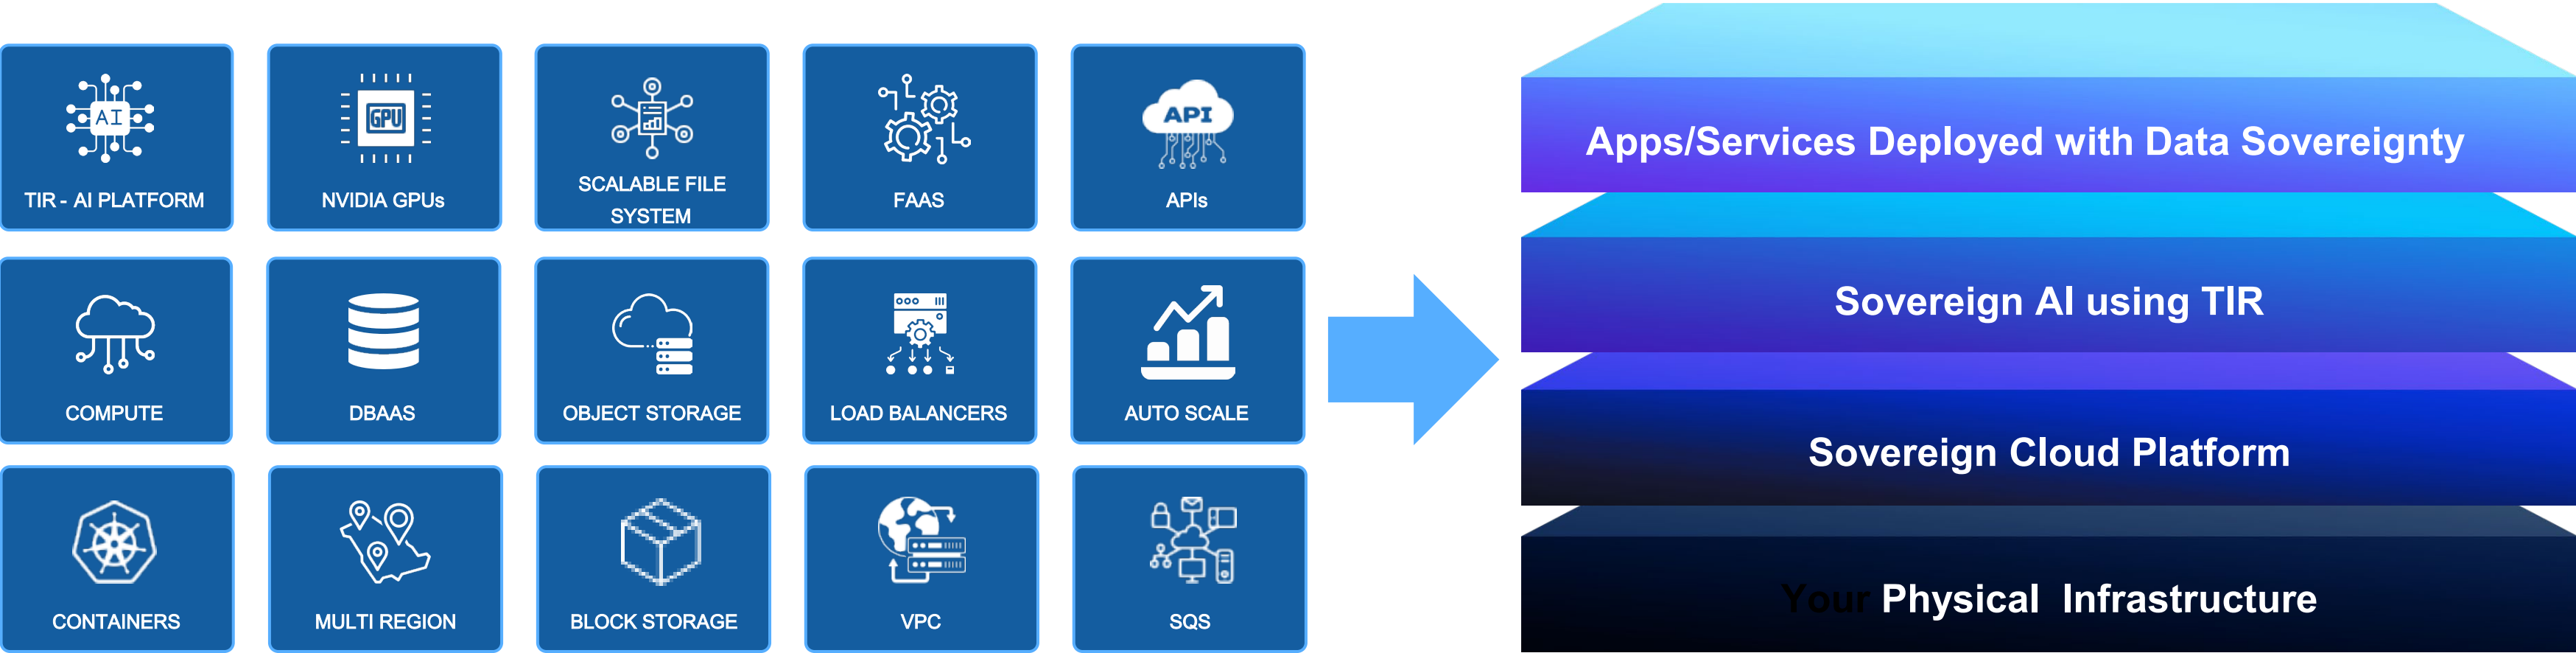 AI
TIR - AI PLATFORM
GPU
NVIDIA GPUs
SCALABLE FILE
SYSTEM
FAAS
API
APIs
COMPUTE
DBAAS
OBJECT STORAGE
LOAD BALANCERS
AUTO SCALE
CONTAINERS
MULTI REGION
BLOCK STORAGE
VPC
SQS
Apps/Services Deployed with Data Sovereignty
Sovereign AI using TIR
Sovereign Cloud Platform
Your Physical Infrastructure